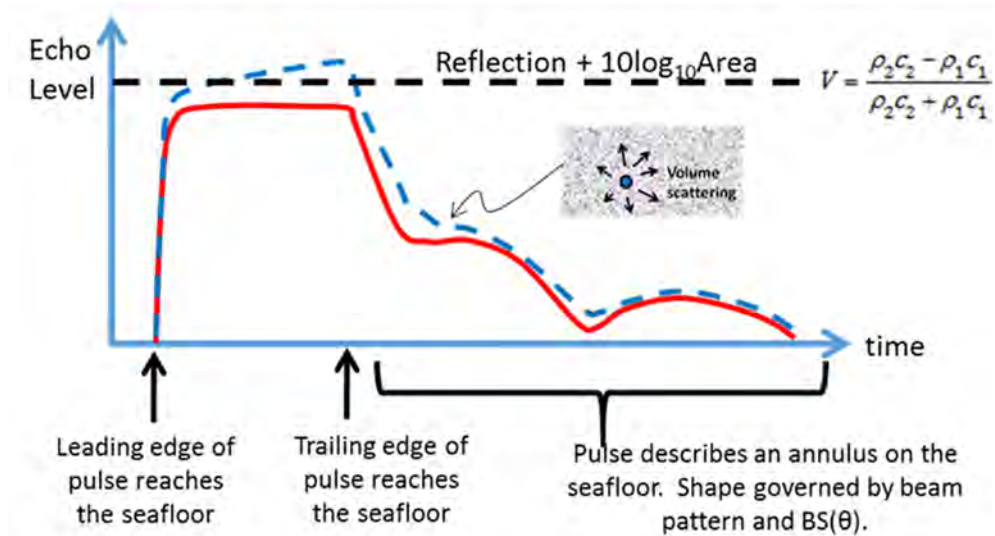 Echo
Level
Reflection + 10log₁₀Area
V = (ρ₂c₂ − ρ₁c₁) / (ρ₂c₂ + ρ₁c₁)
Volume
scattering
time
Leading edge of
pulse reaches
the seafloor
Trailing edge of
pulse reaches
the seafloor
Pulse describes an annulus on the
seafloor. Shape governed by beam
pattern and BS(θ).